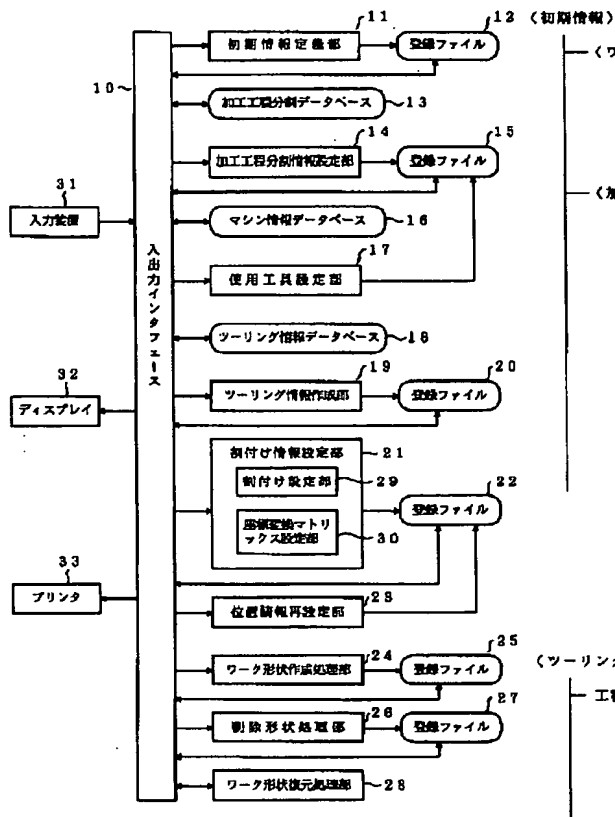 11
12
〈初期情報〉
初期情報定義部
登録ファイル
〈ワ
10
加工工程分割データベース
13
14
15
加工工程分割情報設定部
登録ファイル
31
〈加
入力装置
マシン情報データベース
16
17
使用工具設定部
入出力インタフェース
ツーリング情報データベース
18
32
19
20
ディスプレイ
ツーリング情報作成部
登録ファイル
割付け情報設定部
21
割付け設定部
29
22
登録ファイル
座標変換マトリ
ックス設定部
30
33
プリンタ
位置情報再設定部
23
25
〈ツーリング
ワーク形状作成処理部
24
登録ファイル
27
工程
削除形状処理部
26
登録ファイル
ワーク形状復元処理部
28